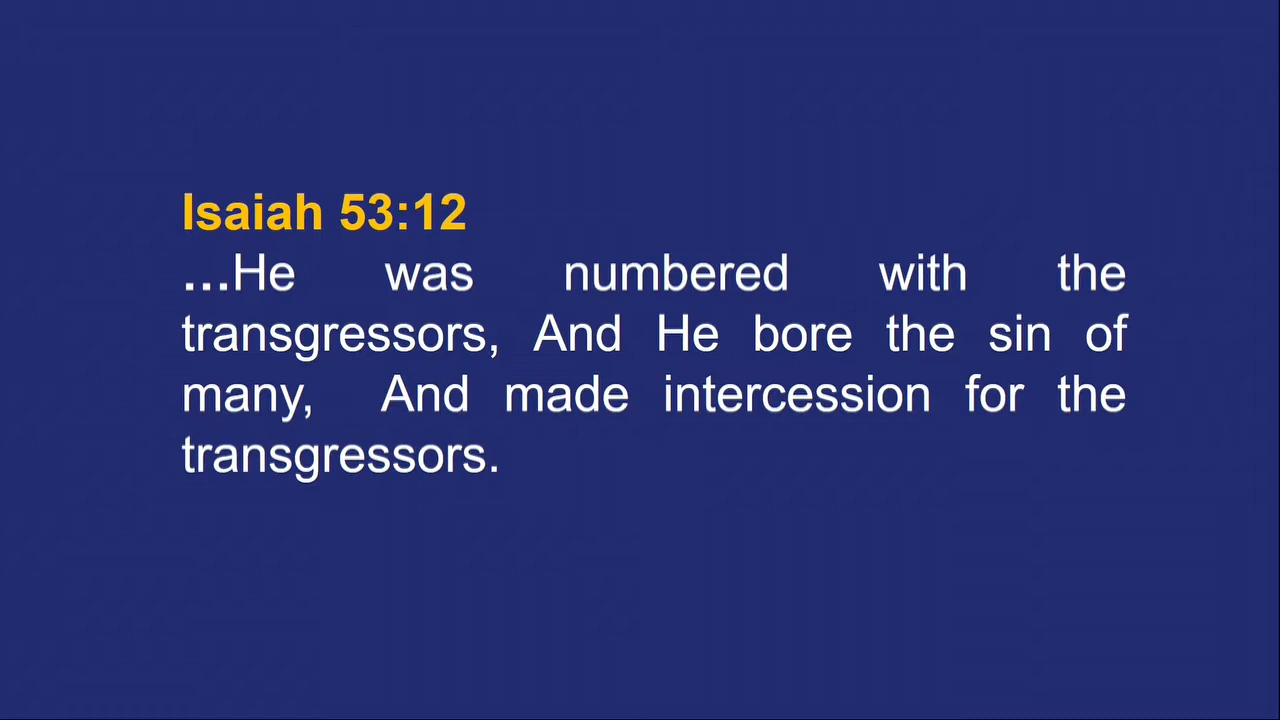 Isaiah 53:12
...He was numbered with the
transgressors, And He bore the sin of
many, And made intercession for the
transgressors.